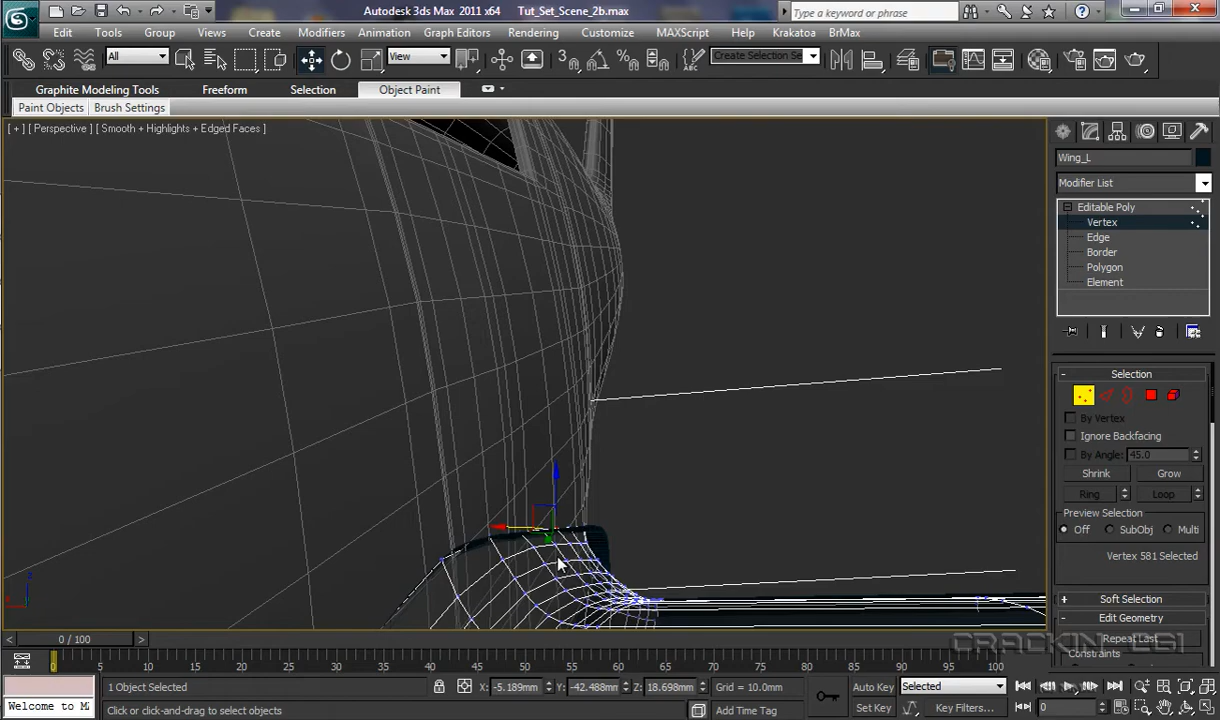 Autodesk 3ds Max 2011 x64 Tut_Set_Scene_2b.max
Type a keyword or phrase
Edit Tools Group Views Create Modifiers Animation Graph Editors Rendering Customize MAXScript Help Krakatoa BrMax
All View Create Selection Se
Graphite Modeling Tools Freeform Selection Object Paint
Paint Objects Brush Settings
[ + ] [ Perspective ] [ Smooth + Highlights + Edged Faces ]
Wing_L
Modifier List
Editable Poly
Vertex
Edge
Border
Polygon
Element
Selection
By Vertex
Ignore Backfacing
By Angle: 45.0
Shrink Grow
Ring Loop
Preview Selection
Off SubObj Multi
Vertex 581 Selected
Soft Selection
Edit Geometry
Repeat Last
Constraints
CRACKIN LGI
0 / 100
0 5 10 15 20 25 30 35 40 45 50 55 60 65 70 75 80 85 90 95 100
1 Object Selected X: -5.189mm Y: -42.488mm Z: 18.698mm Grid = 10.0mm Auto Key Selected
Welcome to M Click or click-and-drag to select objects Add Time Tag Set Key Key Filters... 0